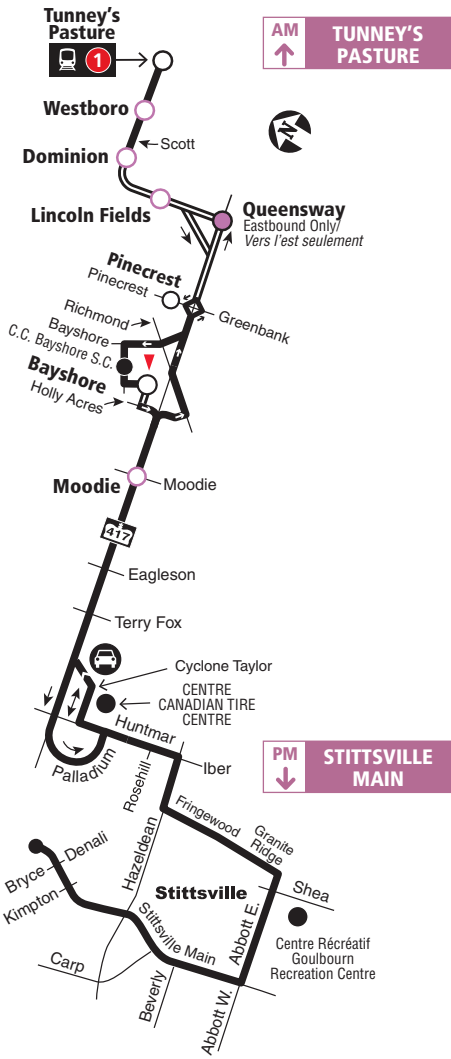 Tunney's
Pasture
1
AM
TUNNEY'S
PASTURE
Westboro
N
Scott
Dominion
Lincoln Fields
Queensway
Eastbound Only/
Vers l'est seulement
Pinecrest
Pinecrest
Greenbank
Richmond
Bayshore
C.C. Bayshore S.C.
Bayshore
Holly Acres
Moodie
Moodie
417
Eagleson
Terry Fox
Cyclone Taylor
CENTRE
CANADIAN TIRE
CENTRE
Huntmar
Palladium
Rosehill
Iber
PM
STITTSVILLE
MAIN
Fringewood
Granite
Ridge
Hazeldean
Denali
Bryce
Kimpton
Stittsville
Shea
Abbott E.
Centre Récréatif
Goulbourn
Recreation Centre
Stittsville Main
Carp
Beverly
Abbott W.